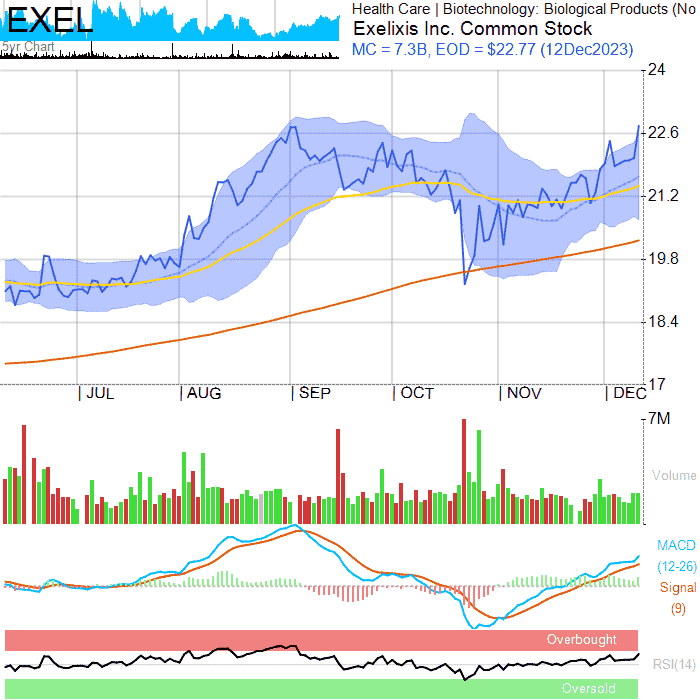 EXEL
5yr Chart
Health Care | Biotechnology: Biological Products (No
Exelixis Inc. Common Stock
MC = 7.3B, EOD = $22.77 (12Dec2023)
24
22.6
21.2
19.8
18.4
17
JUL AUG SEP OCT NOV DEC
7M
Volume
MACD
(12-26)
Signal
(9)
Overbought
RSI(14)
Oversold